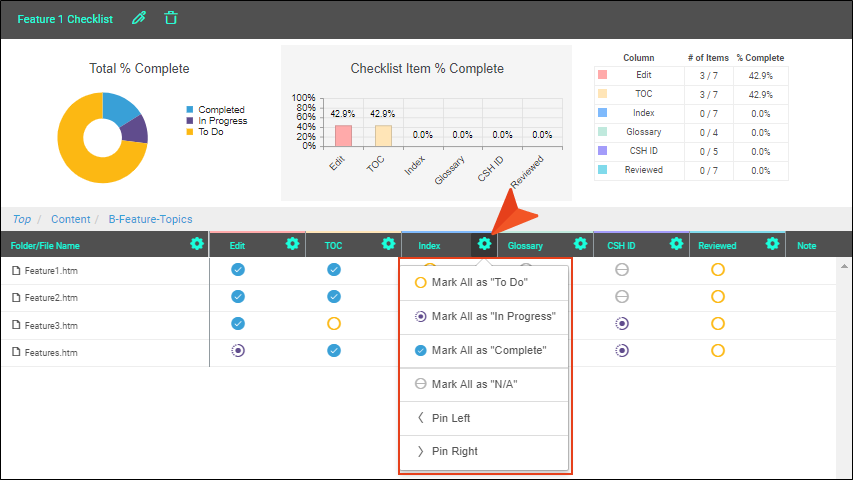 Feature 1 Checklist
Total % Complete
Completed
In Progress
To Do
Checklist Item % Complete
100%
80%
60%
40%
20%
0%
42.9% 42.9% 0.0% 0.0% 0.0% 0.0%
Edit TOC Index Glossary CSH ID Reviewed
Column # of Items % Complete
Edit 3 / 7 42.9%
TOC 3 / 7 42.9%
Index 0 / 7 0.0%
Glossary 0 / 4 0.0%
CSH ID 0 / 5 0.0%
Reviewed 0 / 7 0.0%
Top / Content / B-Feature-Topics
Folder/File Name Edit TOC Index Glossary CSH ID Reviewed Note
Feature1.htm
Feature2.htm
Feature3.htm
Features.htm
Mark All as "To Do"
Mark All as "In Progress"
Mark All as "Complete"
Mark All as "N/A"
Pin Left
Pin Right